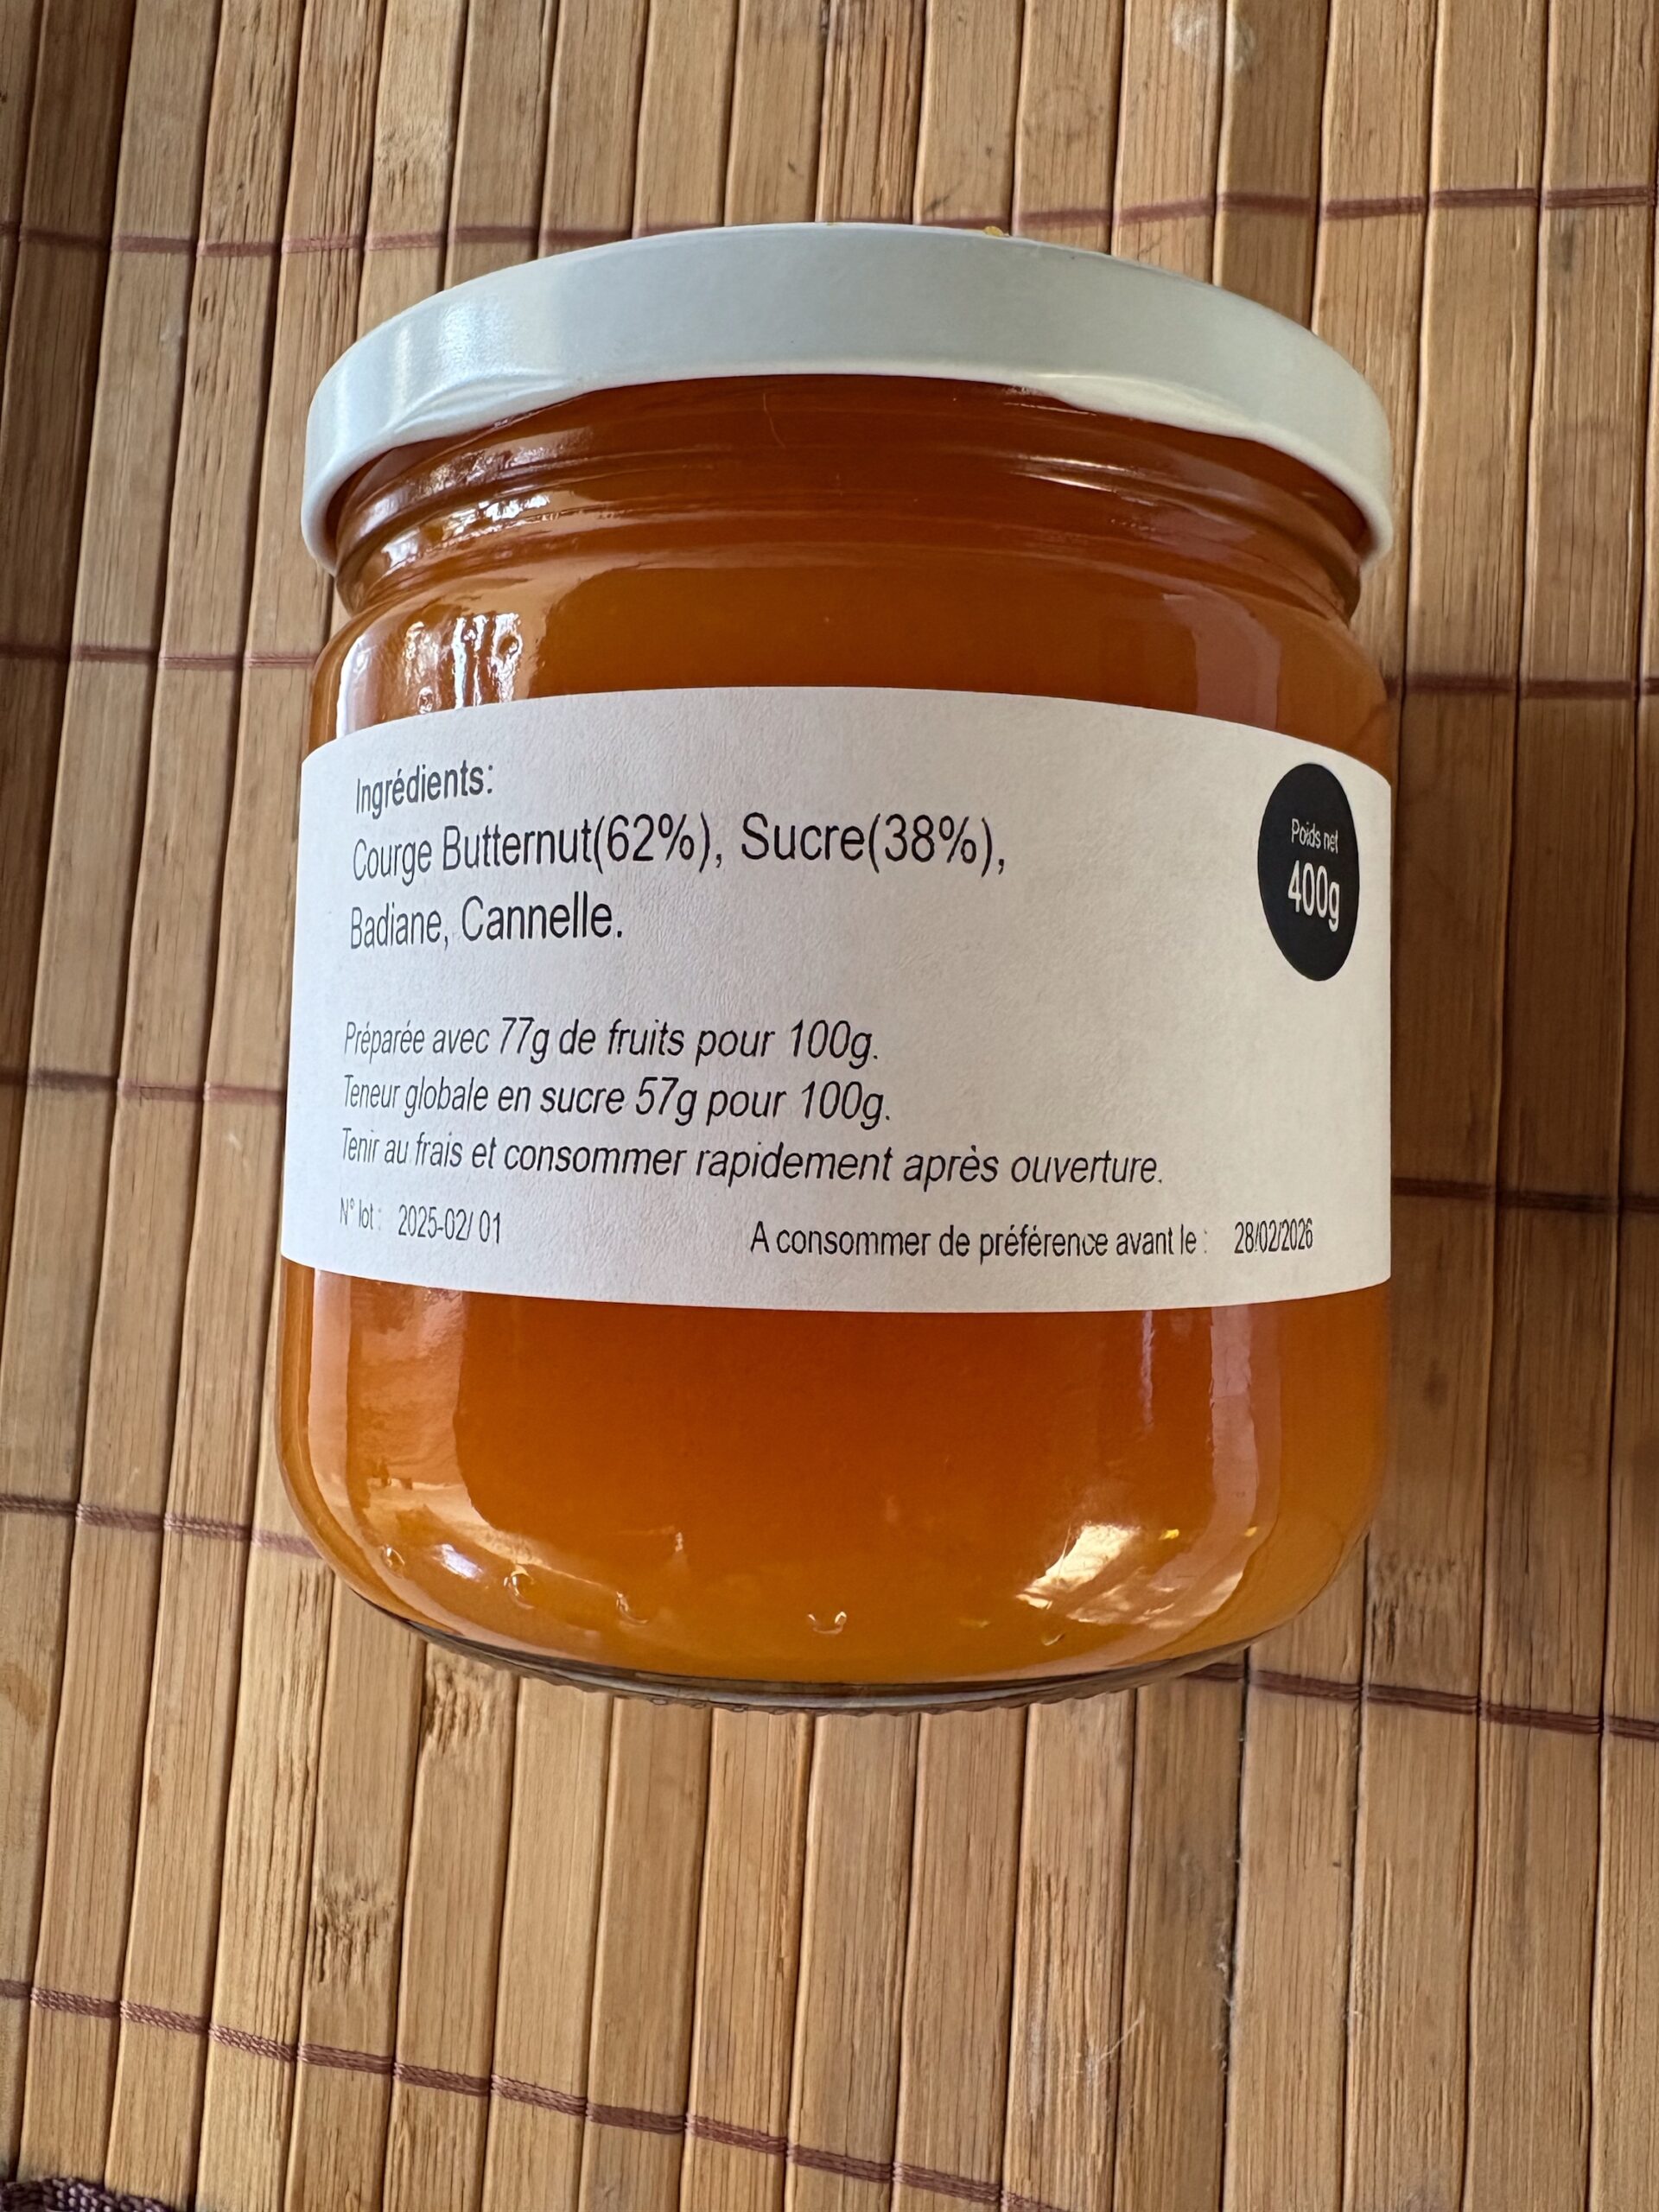 Ingrédients:
Courge Butternut(62%), Sucre(38%),
Badiane, Cannelle.
Poids net
400g
Préparée avec 77g de fruits pour 100g.
Teneur globale en sucre 57g pour 100g.
Tenir au frais et consommer rapidement après ouverture.
N° lot : 2025-02/ 01
A consommer de préférence avant le : 28/02/2026